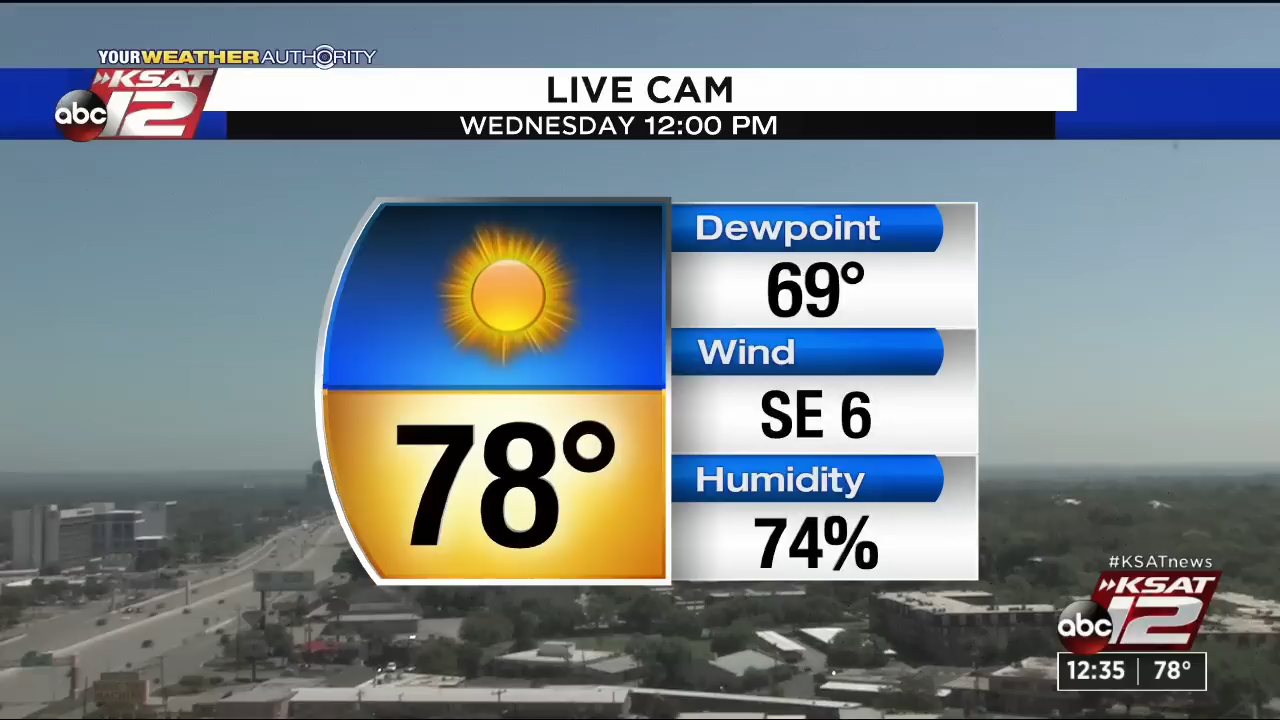 YOURWEATHERAUTHORITY
KSAT
abc 12
LIVE CAM
WEDNESDAY 12:00 PM
Dewpoint
69°
Wind
SE 6
78°
Humidity
74%
#KSATnews
KSAT
abc 12
12:35 78°